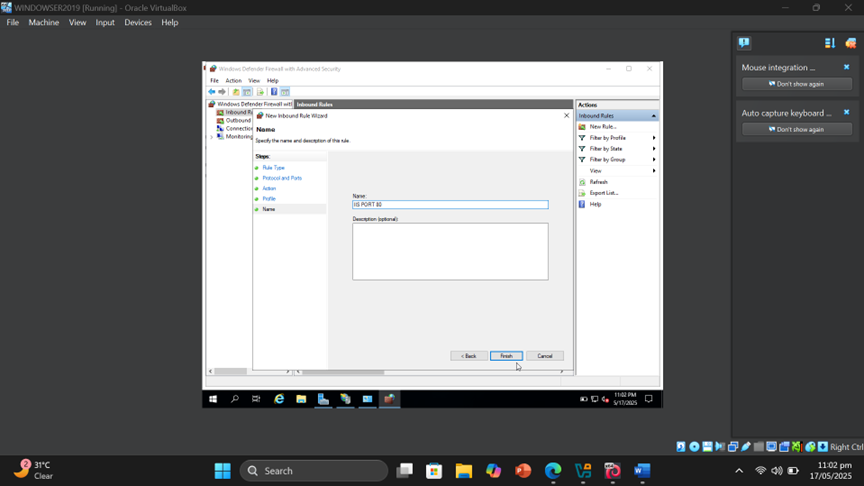 WINDOWSER2019 [Running] - Oracle VirtualBox
File Machine View Input Devices Help
Mouse integration ...
Don't show again
Auto capture keyboard ...
Don't show again
Windows Defender Firewall with Advanced Security
File Action View Help
Windows Defender Firewall witl
Inbound Ru
Outbound
Connection
Monitoring
Inbound Rules
New Inbound Rule Wizard
Name
Specify the name and description of this rule.
Steps:
Rule Type
Protocol and Ports
Action
Profile
Name
Name:
IIS PORT 80
Description (optional):
< Back Finish Cancel
Actions
Inbound Rules
New Rule...
Filter by Profile
Filter by State
Filter by Group
View
Refresh
Export List...
Help
11:02 PM
5/17/2025
Right Ctrl
31°C
Clear
2
Search
11:02 pm
17/05/2025